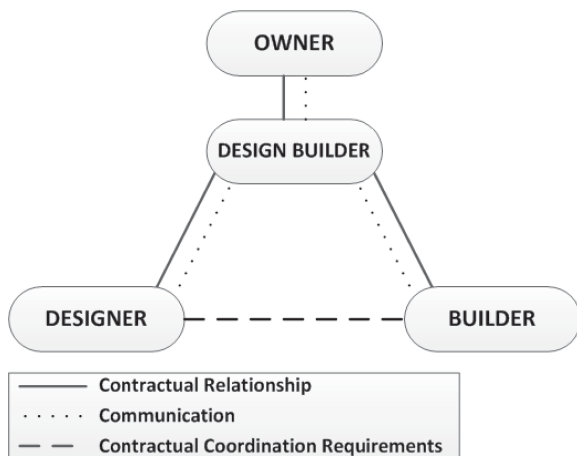 OWNER
DESIGN BUILDER
DESIGNER
BUILDER
Contractual Relationship
Communication
Contractual Coordination Requirements